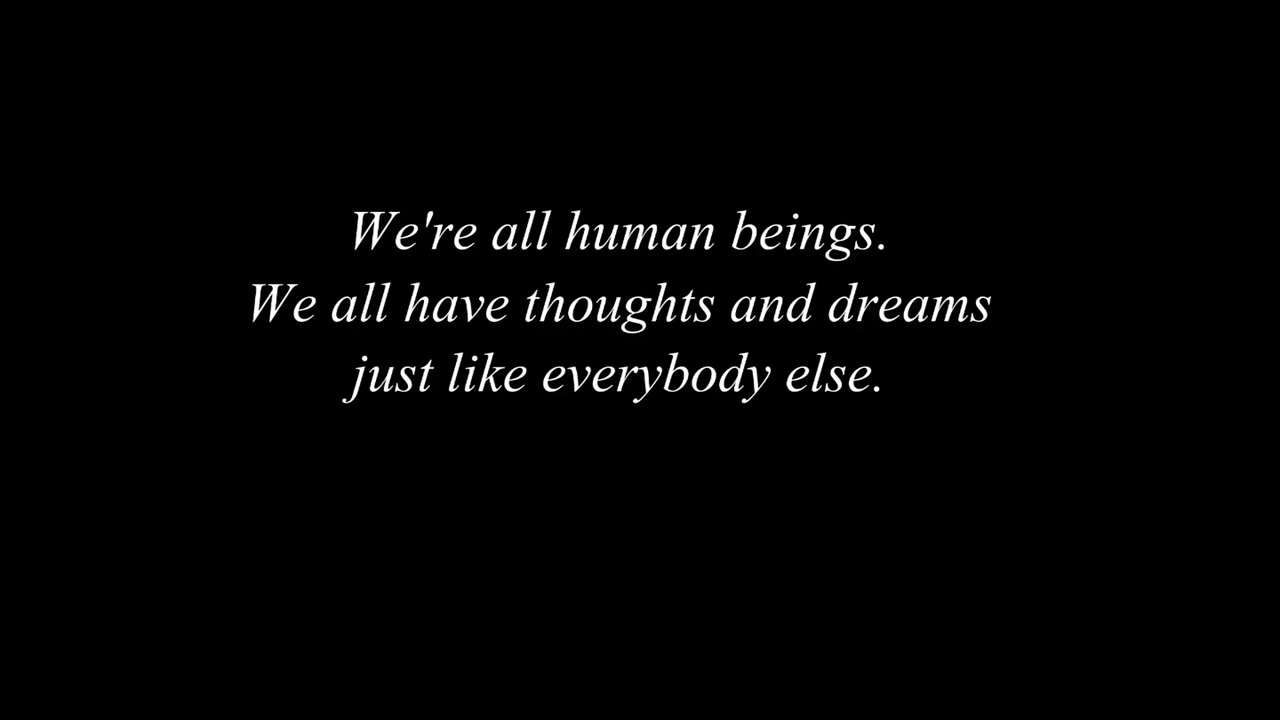 We're all human beings.
We all have thoughts and dreams
just like everybody else.